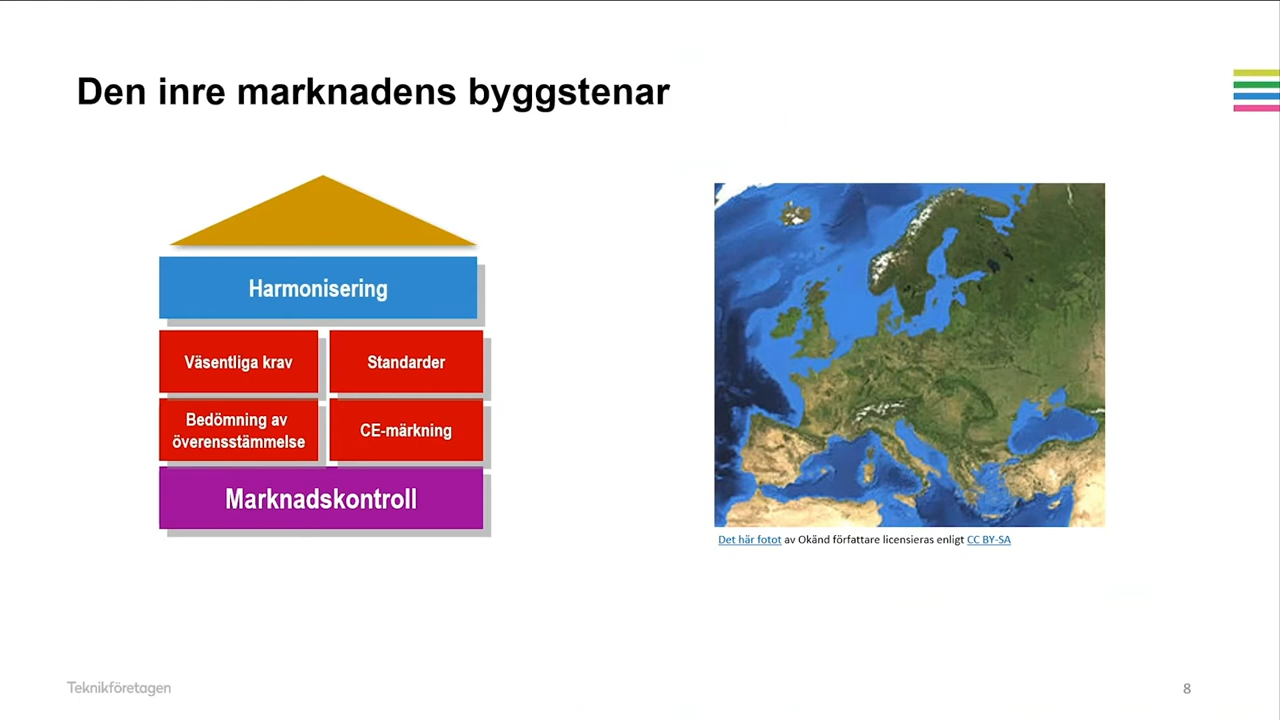 Den inre marknadens byggstenar
Harmonisering
Väsentliga krav
Standarder
Bedömning av
överensstämmelse
CE-märkning
Marknadskontroll
Det här fotot av Okänd författare licensieras enligt CC BY-SA
Teknikföretagen
8